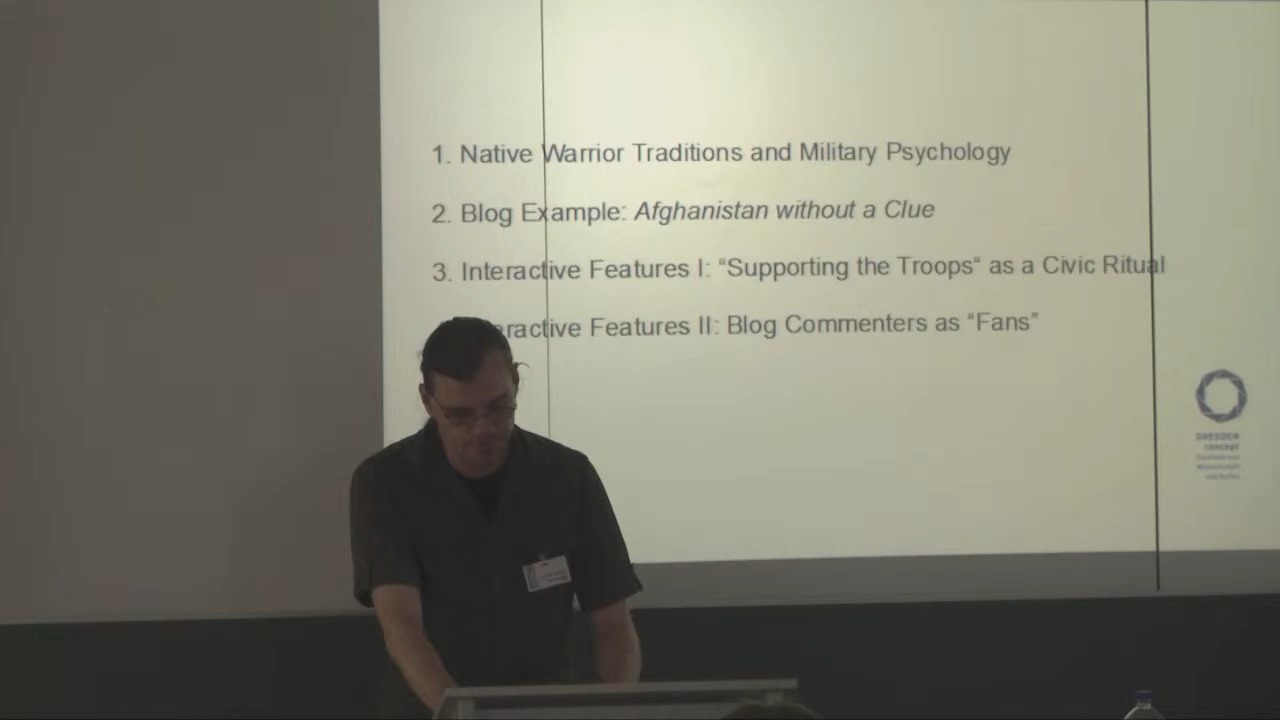 1. Native Warrior Traditions and Military Psychology
2. Blog Example: Afghanistan without a Clue
3. Interactive Features I: “Supporting the Troops“ as a Civic Ritual
eractive Features II: Blog Commenters as “Fans”
DRESDEN
concept